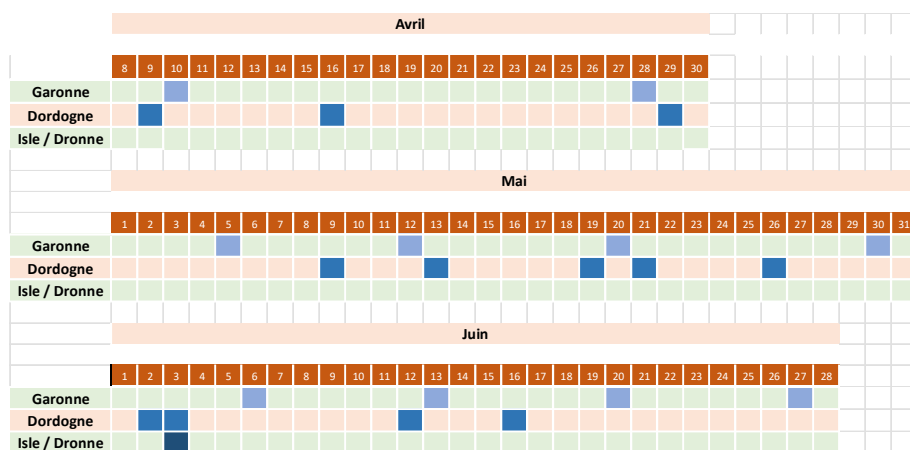 Avril
8 9 10 11 12 13 14 15 16 17 18 19 20 21 22 23 24 25 26 27 28 29 30
Garonne
Dordogne
Isle / Dronne
Mai
1 2 3 4 5 6 7 8 9 10 11 12 13 14 15 16 17 18 19 20 21 22 23 24 25 26 27 28 29 30 31
Garonne
Dordogne
Isle / Dronne
Juin
1 2 3 4 5 6 7 8 9 10 11 12 13 14 15 16 17 18 19 20 21 22 23 24 25 26 27 28
Garonne
Dordogne
Isle / Dronne